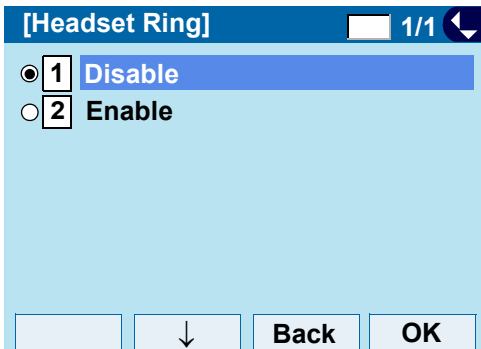 [Headset Ring] 1/1
1 Disable
2 Enable
↓ Back OK